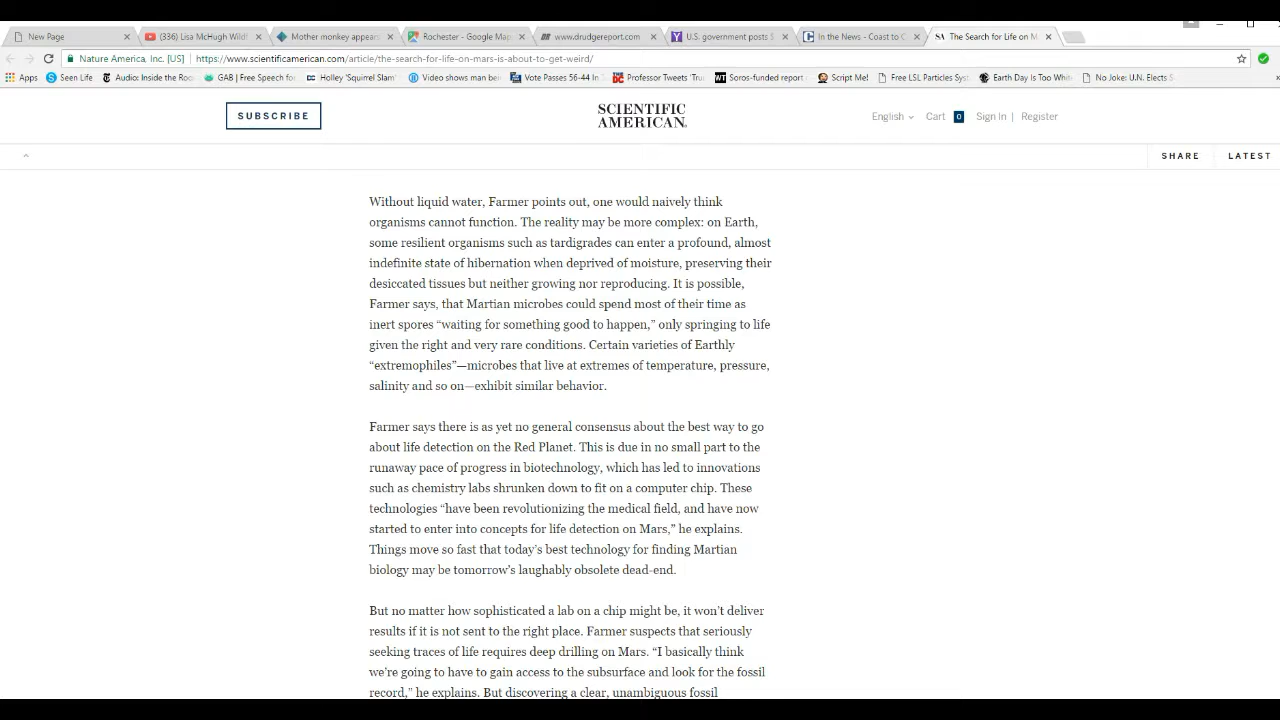 New Page
(336) Lisa McHugh Wild!
Mother monkey appears
Rochester - Google Map
www.drudgereport.com
U.S. government posts $
In the News - Coast to C
The Search for Life on M
Nature America, Inc. [US]
https://www.scientificamerican.com/article/the-search-for-life-on-mars-is-about-to-get-weird/
Apps
Seen Life
Audio: Inside the Roo
GAB | Free Speech fo
Holley 'Squirrel Slam'
Video shows man bei
Vote Passes 56-44 In
Professor Tweets 'Tru
Soros-funded report
Script Me!
Free LSL Particles Syst
Earth Day Is Too Whit
No Joke: U.N. Elects S
SUBSCRIBE
SCIENTIFIC
AMERICAN
English
Cart 0
Sign In | Register
SHARE
LATEST
Without liquid water, Farmer points out, one would naively think
organisms cannot function. The reality may be more complex: on Earth,
some resilient organisms such as tardigrades can enter a profound, almost
indefinite state of hibernation when deprived of moisture, preserving their
desiccated tissues but neither growing nor reproducing. It is possible,
Farmer says, that Martian microbes could spend most of their time as
inert spores “waiting for something good to happen,” only springing to life
given the right and very rare conditions. Certain varieties of Earthly
“extremophiles”—microbes that live at extremes of temperature, pressure,
salinity and so on—exhibit similar behavior.
Farmer says there is as yet no general consensus about the best way to go
about life detection on the Red Planet. This is due in no small part to the
runaway pace of progress in biotechnology, which has led to innovations
such as chemistry labs shrunken down to fit on a computer chip. These
technologies “have been revolutionizing the medical field, and have now
started to enter into concepts for life detection on Mars,” he explains.
Things move so fast that today’s best technology for finding Martian
biology may be tomorrow’s laughably obsolete dead-end.
But no matter how sophisticated a lab on a chip might be, it won’t deliver
results if it is not sent to the right place. Farmer suspects that seriously
seeking traces of life requires deep drilling on Mars. “I basically think
we’re going to have to gain access to the subsurface and look for the fossil
record,” he explains. But discovering a clear, unambiguous fossil